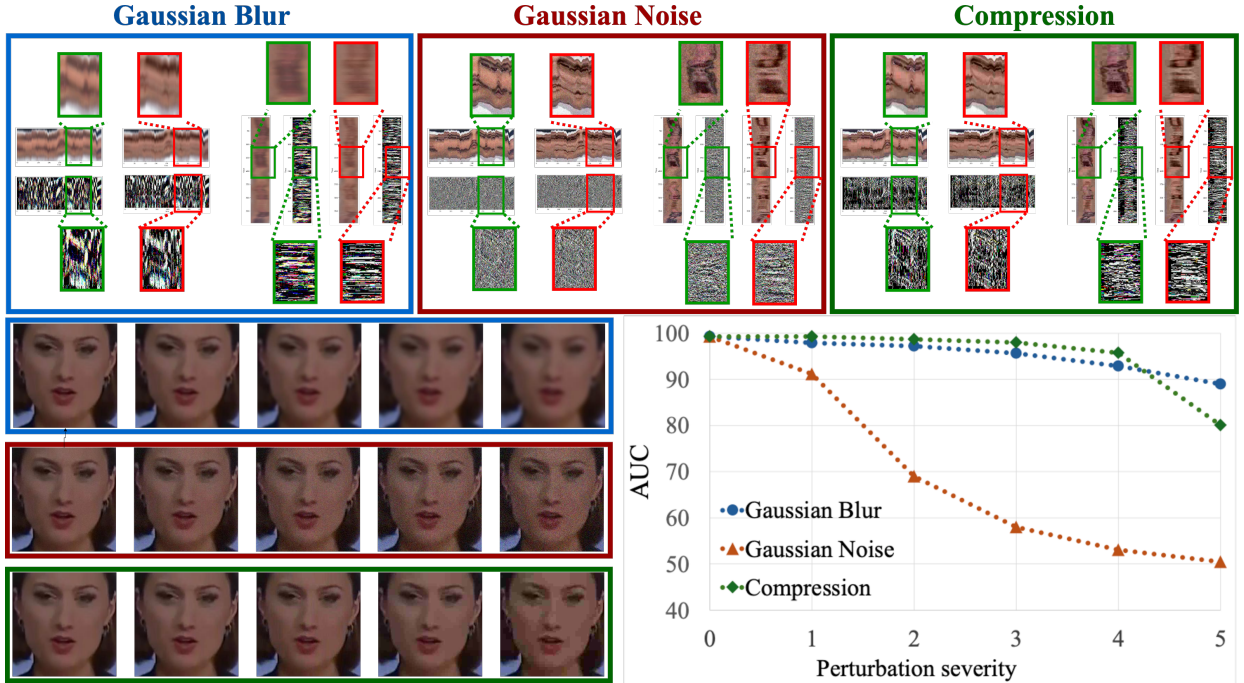 Gaussian Blur
Gaussian Noise
Compression
100
90
80
70
60
50
40
AUC
Gaussian Blur
Gaussian Noise
Compression
0 1 2 3 4 5
Perturbation severity